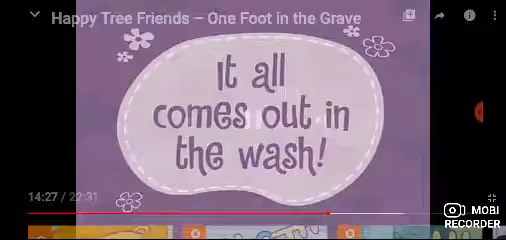 Happy Tree Friends – One Foot in the Grave
It all
comes out in
the wash!
14:27 / 22:31
MOBI
RECORDER